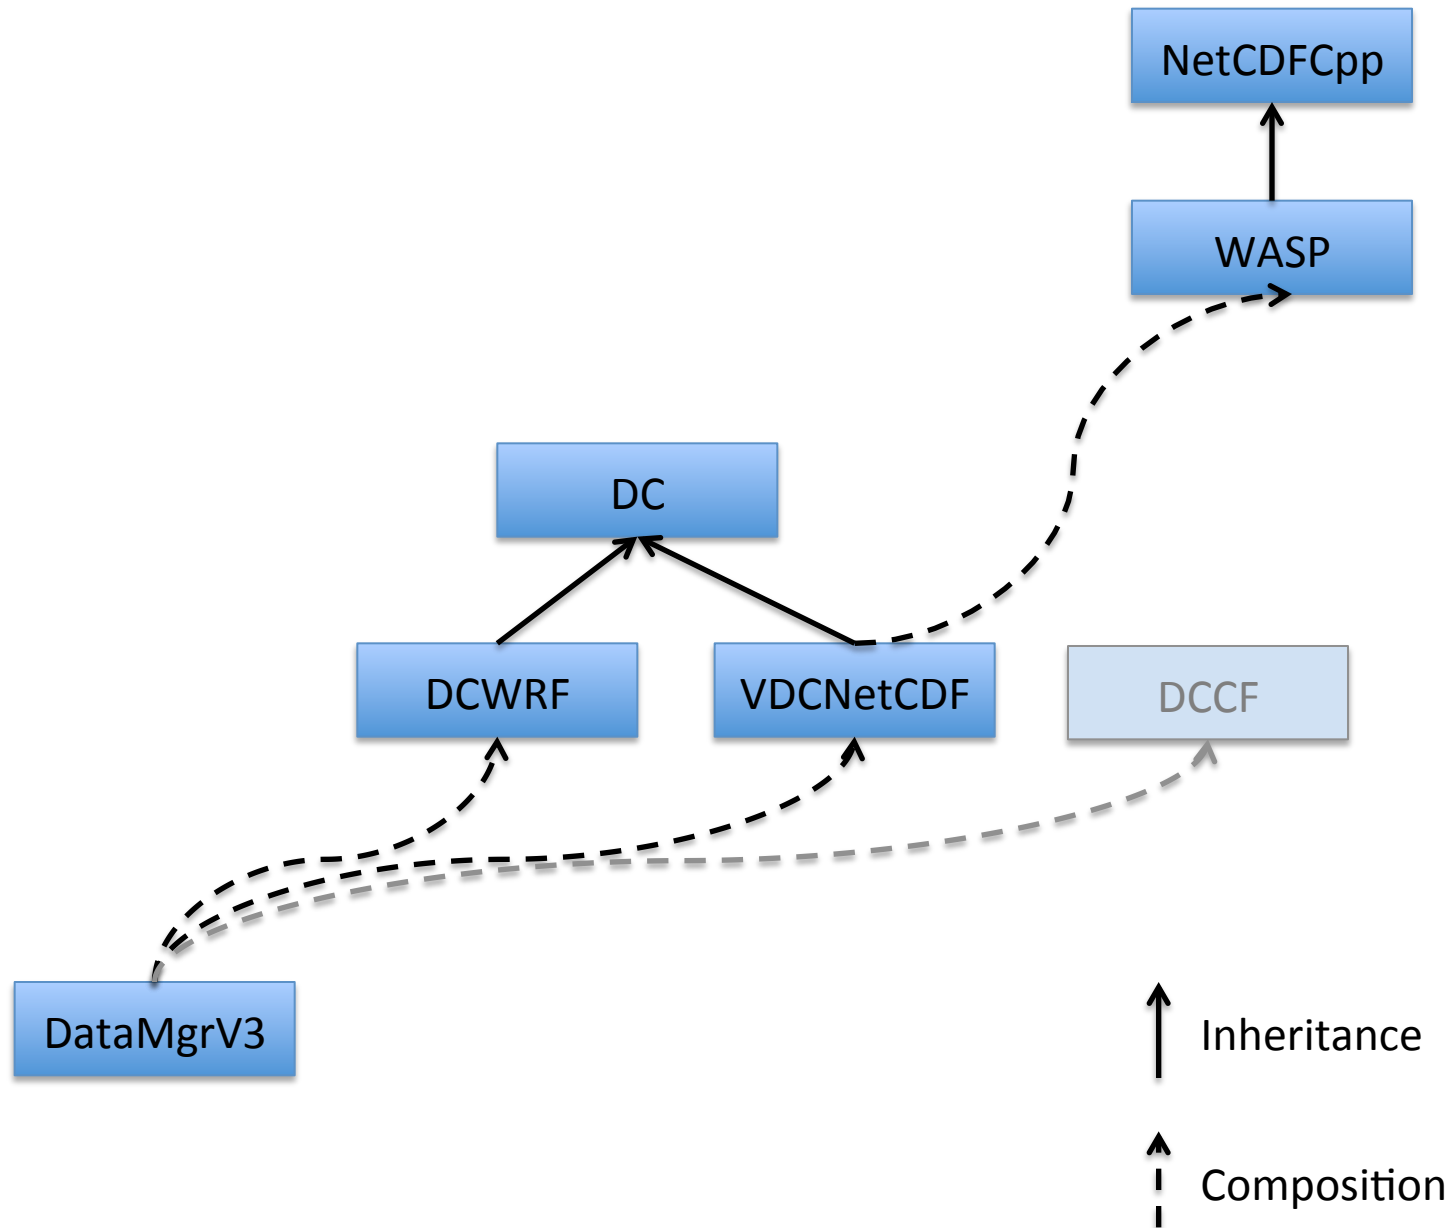 NetCDFCpp
WASP
DC
DCWRF
VDCNetCDF
DCCF
DataMgrV3
Inheritance
Composition